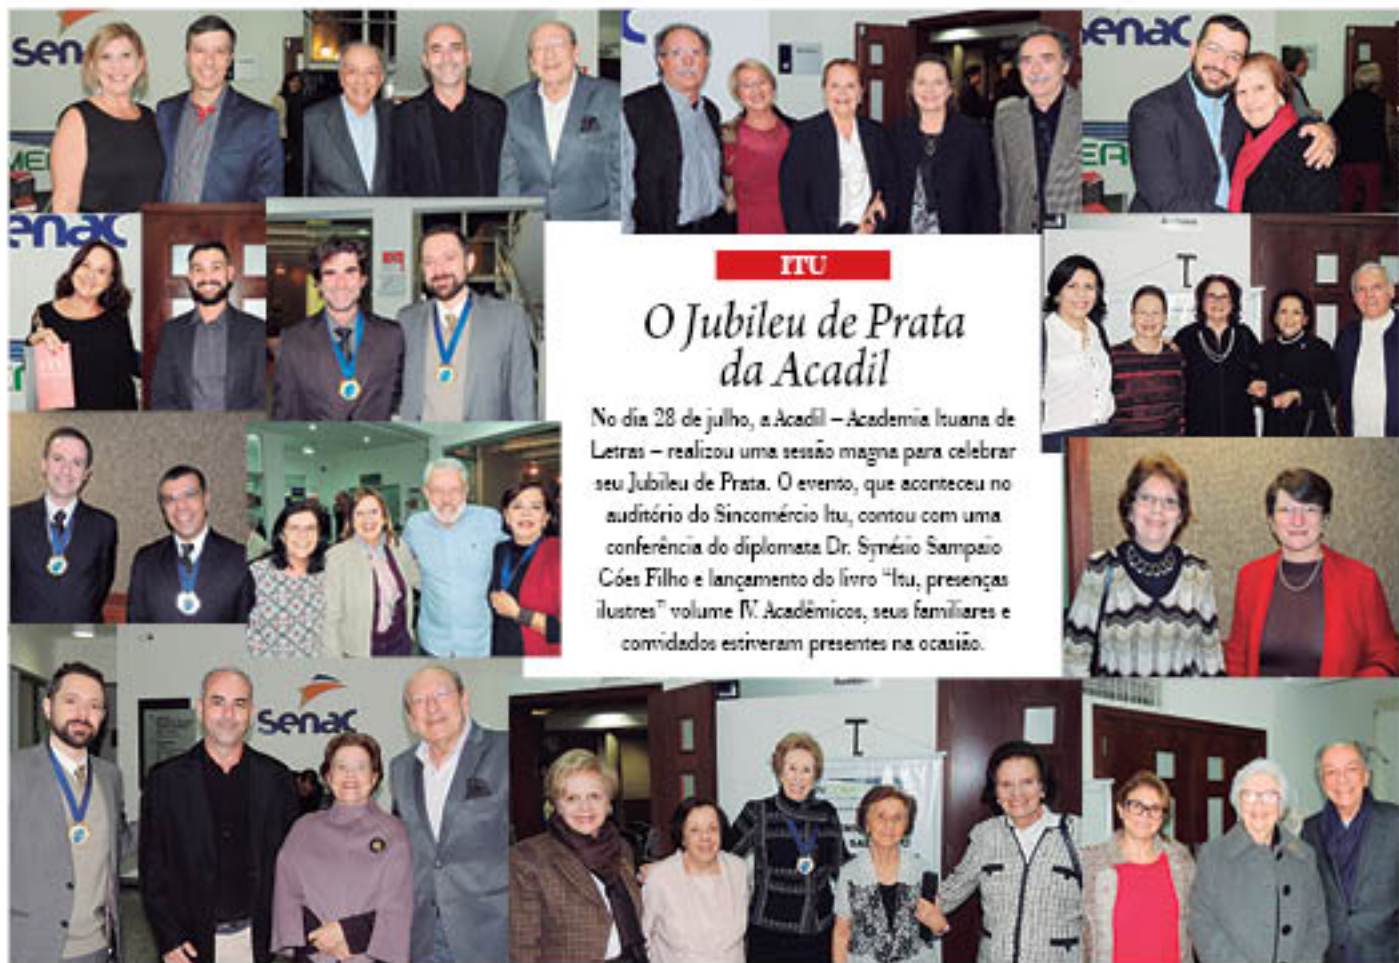 Senac
senac
enac
ITU
O Jubileu de Prata
da Acadil
No dia 28 de julho, a Acadil – Academia Ituana de
Letras – realizou uma sessão magna para celebrar
seu Jubileu de Prata. O evento, que aconteceu no
auditório do Sincomércio Itu, contou com uma
conferência do diplomata Dr. Synésio Sampaio
Góes Filho e lançamento do livro “Itu, presenças
ilustres” volume IV. Acadêmicos, seus familiares e
convidados estiveram presentes na ocasião.
senac